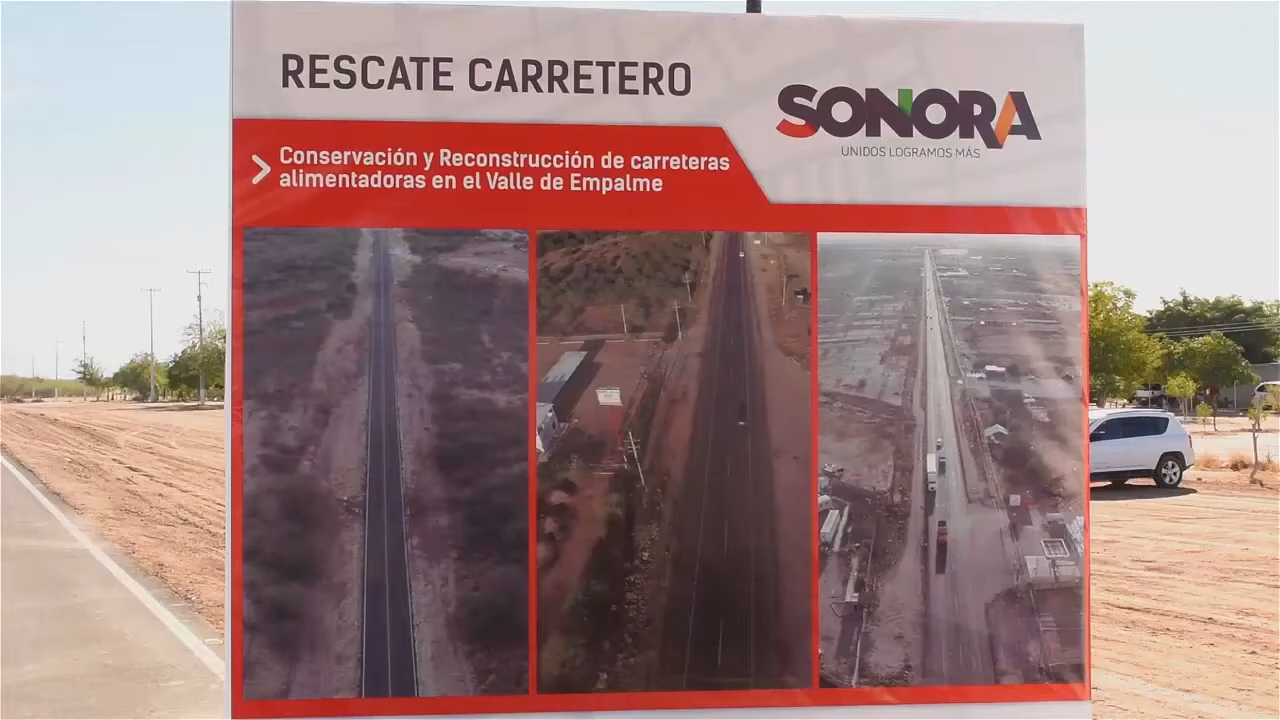 RESCATE CARRETERO
SONORA
UNIDOS LOGRAMOS MÁS
Conservación y Reconstrucción de carreteras
alimentadoras en el Valle de Empalme